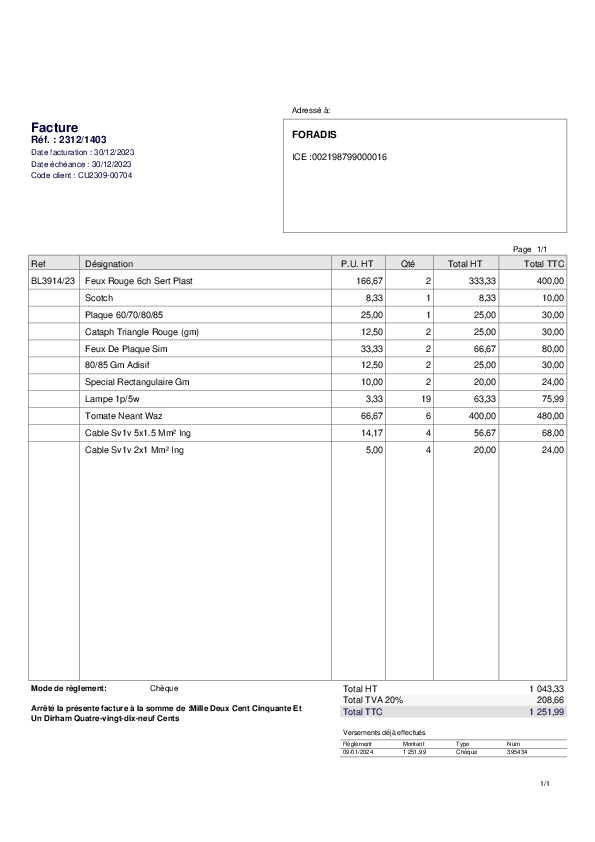 Adressé à:
Facture
Réf. : 2312/1403
Date facturation : 30/12/2023
Date échéance : 30/12/2023
Code client : CU2309-00704
FORADIS
ICE :002198799000016
Page 1/1
Ref Désignation P.U. HT Qté Total HT Total TTC
BL3914/23 Feux Rouge 6ch Sert Plast 166,67 2 333,33 400,00
Scotch 8,33 1 8,33 10,00
Plaque 60/70/80/85 25,00 1 25,00 30,00
Cataph Triangle Rouge (gm) 12,50 2 25,00 30,00
Feux De Plaque Sim 33,33 2 66,67 80,00
80/85 Gm Adisif 12,50 2 25,00 30,00
Special Rectangulaire Gm 10,00 2 20,00 24,00
Lampe 1p/5w 3,33 19 63,33 75,99
Tomate Neant Waz 66,67 6 400,00 480,00
Cable Sv1v 5x1.5 Mm² Ing 14,17 4 56,67 68,00
Cable Sv1v 2x1 Mm² Ing 5,00 4 20,00 24,00
Mode de règlement: Chèque
Arrêté la présente facture à la somme de :Mille Deux Cent Cinquante Et
Un Dirham Quatre-vingt-dix-neuf Cents
Total HT 1 043,33
Total TVA 20% 208,66
Total TTC 1 251,99
Versements déjà effectués
Règlement Montant Type Num
09/01/2024 1 251,99 Chèque 395434
1/1